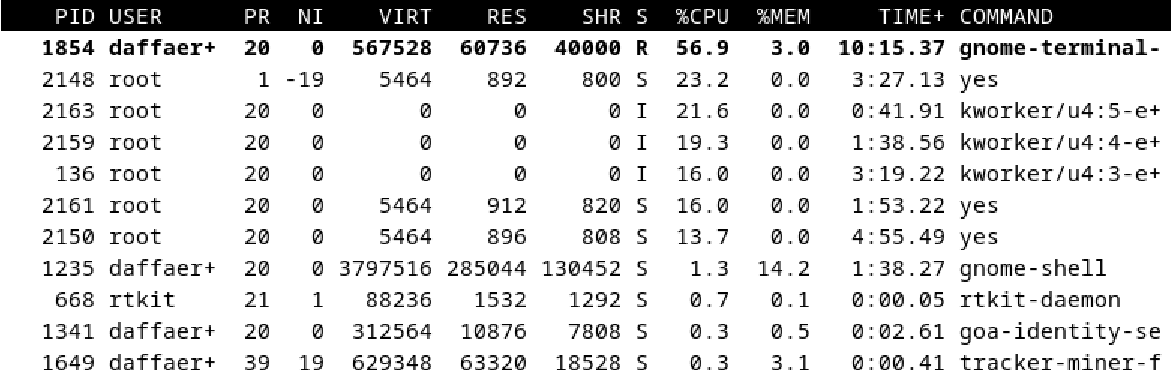 PID USER PR NI VIRT RES SHR S %CPU %MEM TIME+ COMMAND
1854 daffaer+ 20 0 567528 60736 40000 R 56.9 3.0 10:15.37 gnome-terminal-
2148 root 1 -19 5464 892 800 S 23.2 0.0 3:27.13 yes
2163 root 20 0 0 0 0 I 21.6 0.0 0:41.91 kworker/u4:5-e+
2159 root 20 0 0 0 0 I 19.3 0.0 1:38.56 kworker/u4:4-e+
136 root 20 0 0 0 0 I 16.0 0.0 3:19.22 kworker/u4:3-e+
2161 root 20 0 5464 912 820 S 16.0 0.0 1:53.22 yes
2150 root 20 0 5464 896 808 S 13.7 0.0 4:55.49 yes
1235 daffaer+ 20 0 3797516 285044 130452 S 1.3 14.2 1:38.27 gnome-shell
668 rtkit 21 1 88236 1532 1292 S 0.7 0.1 0:00.05 rtkit-daemon
1341 daffaer+ 20 0 312564 10876 7808 S 0.3 0.5 0:02.61 goa-identity-se
1649 daffaer+ 39 19 629348 63320 18528 S 0.3 3.1 0:00.41 tracker-miner-f